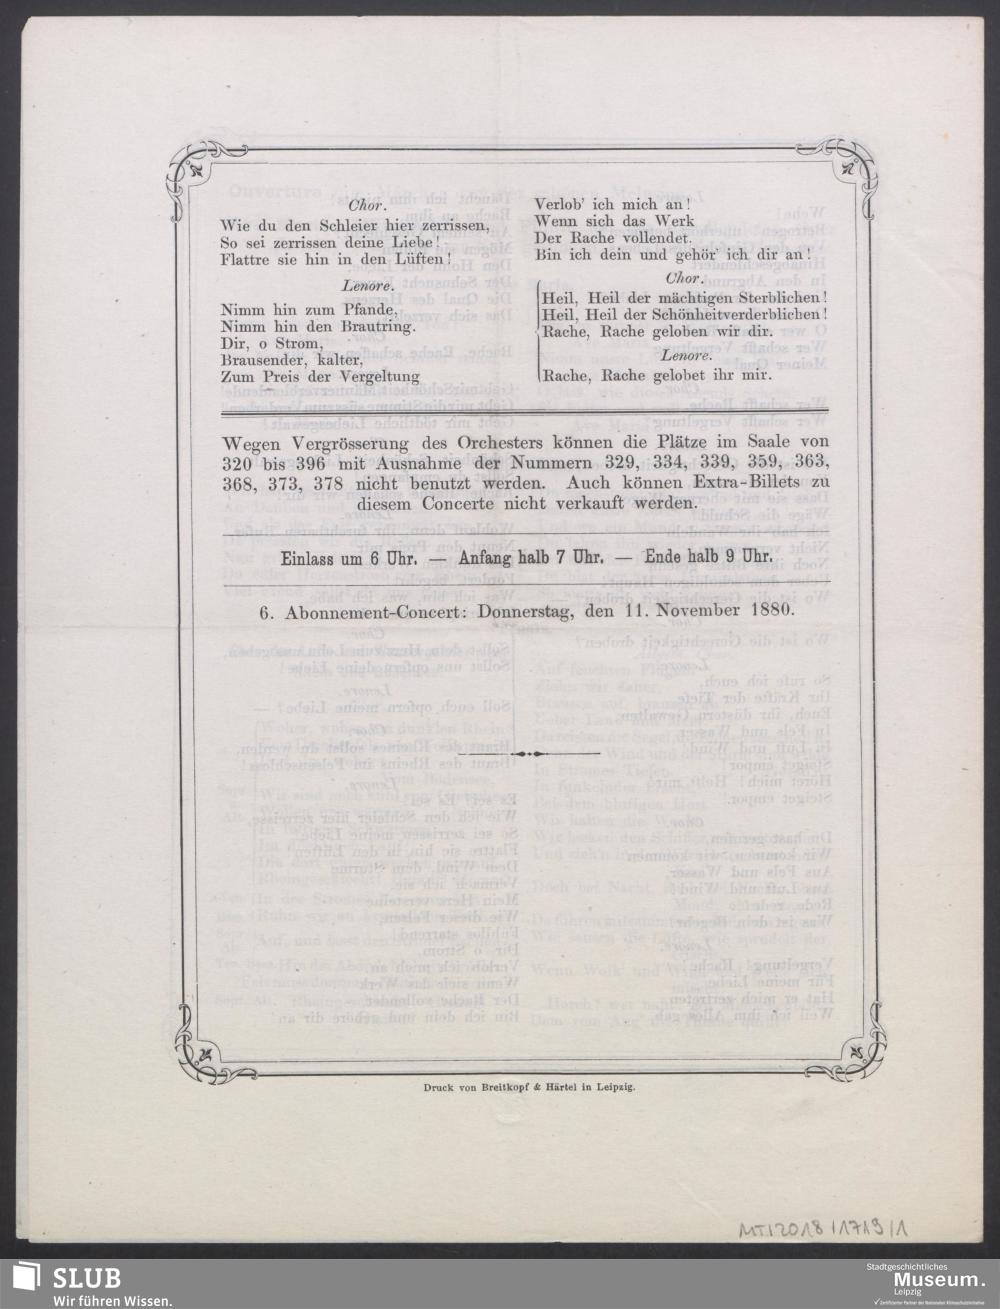 Chor.
Wie du den Schleier hier zerrissen,
So sei zerrissen deine Liebe!
Flattre sie hin in den Lüften!
Lenore.
Nimm hin zum Pfande,
Nimm hin den Brautring.
Dir, o Strom,
Brausender, kalter,
Zum Preis der Vergeltung
Verlob' ich mich an!
Wenn sich das Werk
Der Rache vollendet.
Bin ich dein und gehör' ich dir an!
Chor.
Heil, Heil der mächtigen Sterblichen!
Heil, Heil der Schönheitverderblichen!
Rache, Rache geloben wir dir.
Lenore.
Rache, Rache gelobet ihr mir.
Wegen Vergrösserung des Orchesters können die Plätze im Saale von
320 bis 396 mit Ausnahme der Nummern 329, 334, 339, 359, 363,
368, 373, 378 nicht benutzt werden. Auch können Extra-Billets zu
diesem Concerte nicht verkauft werden.
Einlass um 6 Uhr. — Anfang halb 7 Uhr. — Ende halb 9 Uhr.
6. Abonnement-Concert: Donnerstag, den 11. November 1880.
Druck von Breitkopf & Härtel in Leipzig.
MT/2018/1719/1
SLUB
Wir führen Wissen.
Stadtgeschichtliches
Museum.
Leipzig